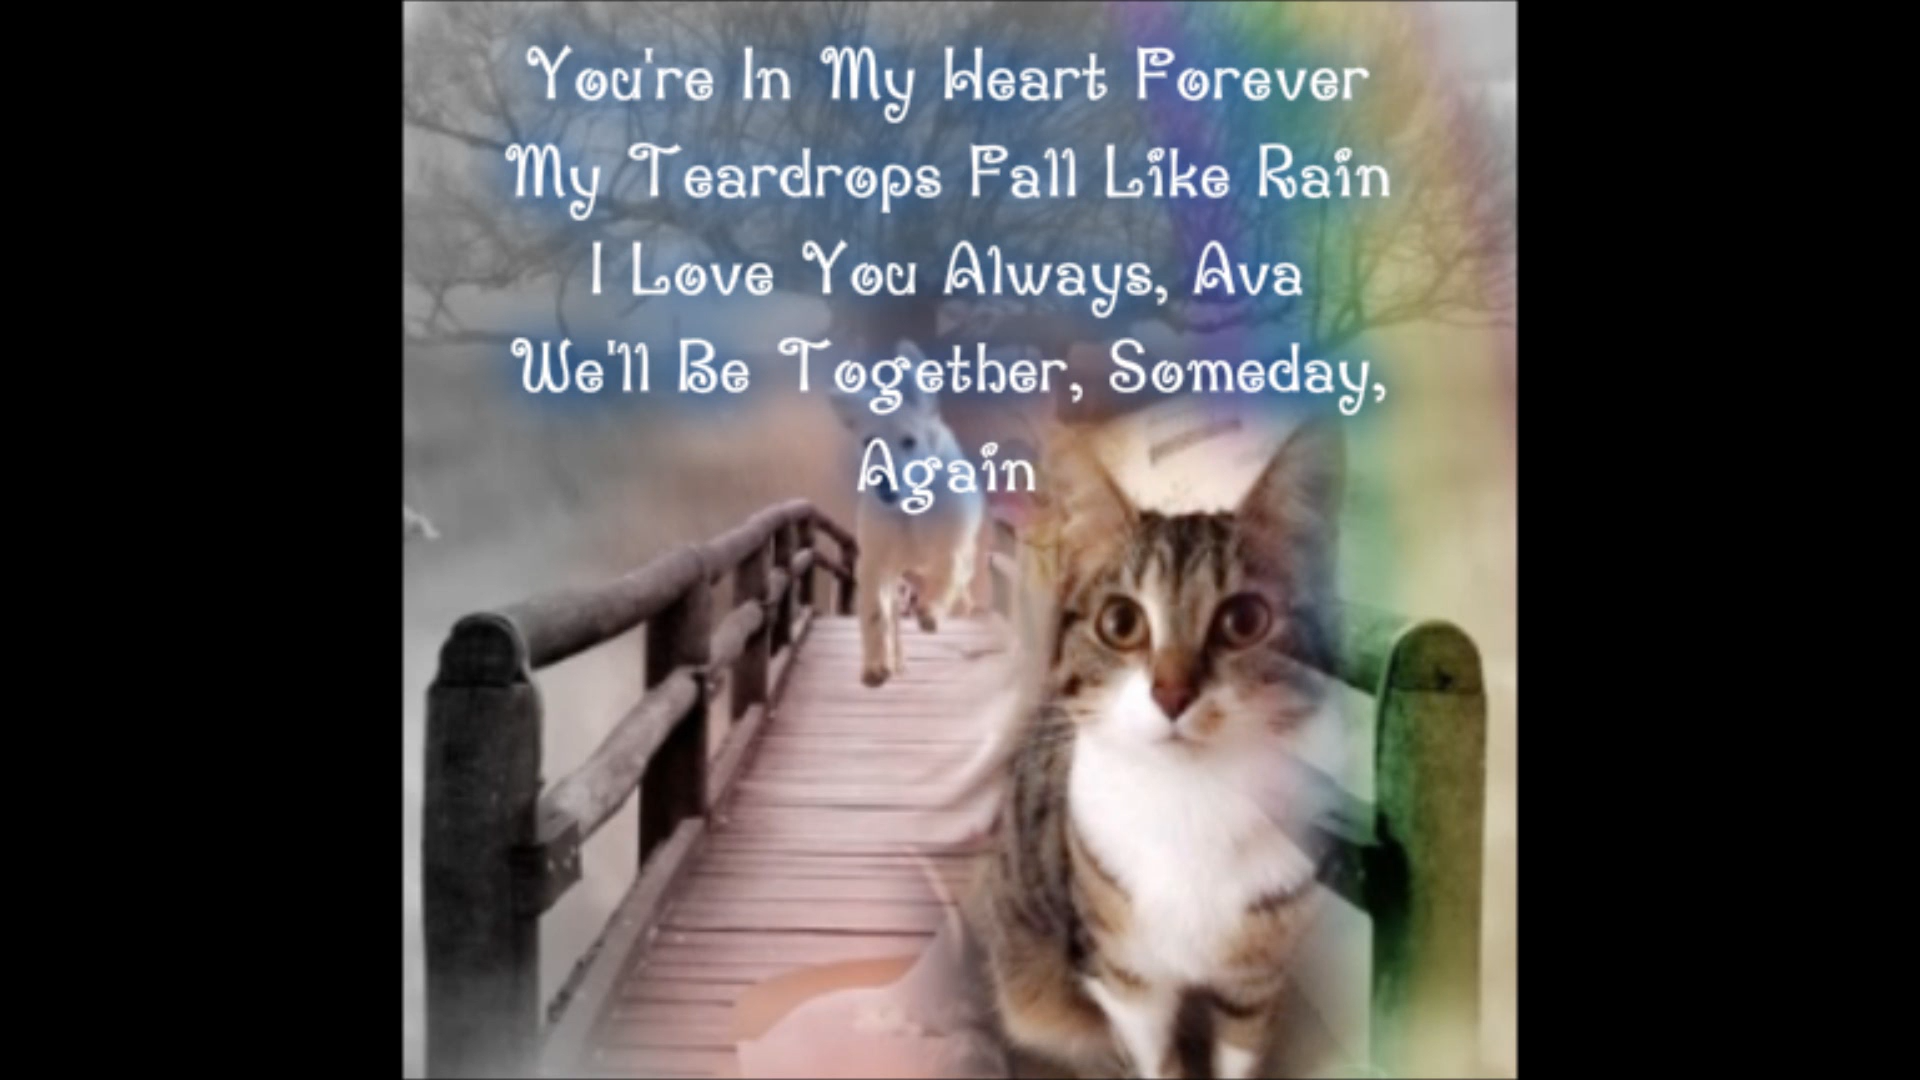 You're In My Heart Forever
My Teardrops Fall Like Rain
I Love You Always, Ava
We'll Be Together, Someday,
Again